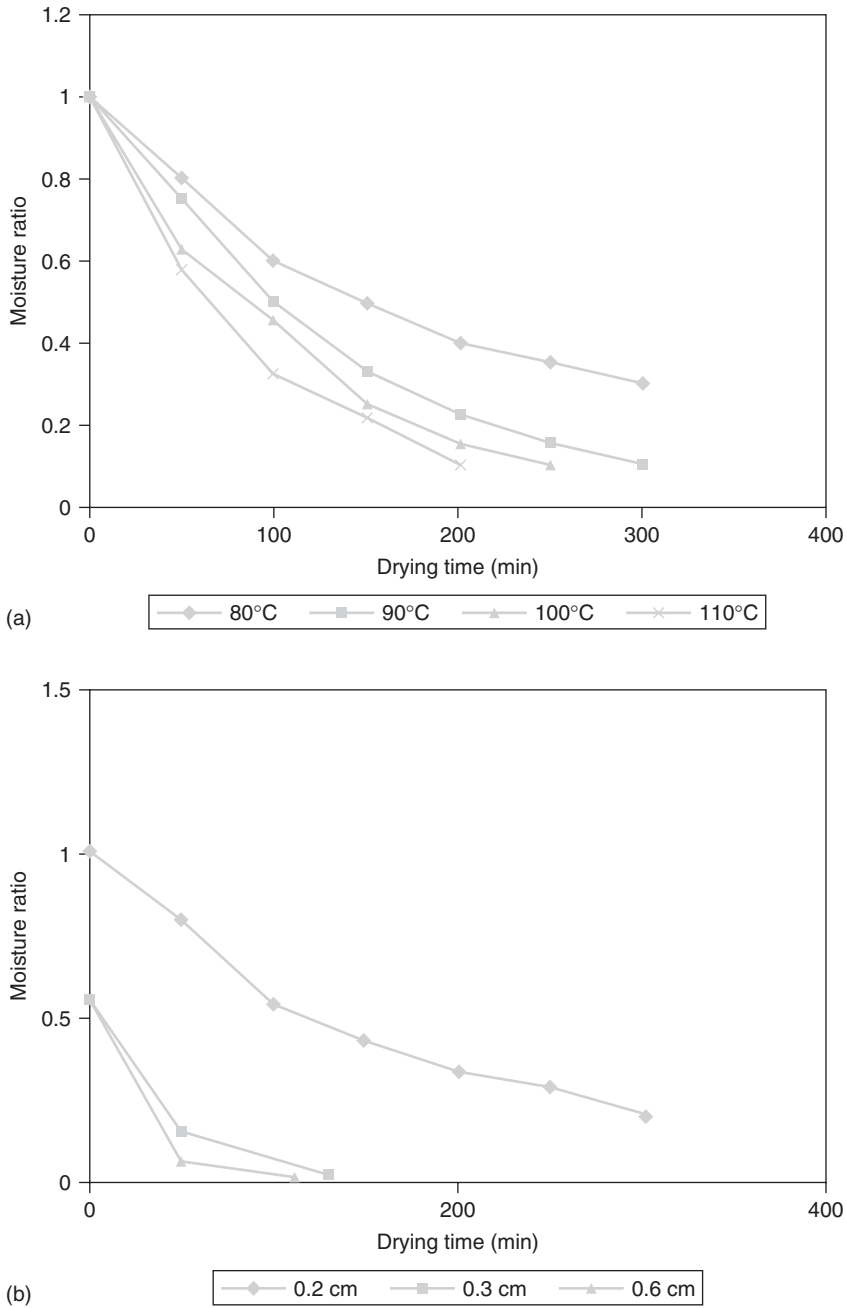 1.2
1
0.8
0.6
0.4
0.2
0
Moisture ratio
0 100 200 300 400
Drying time (min)
(a)
80°C 90°C 100°C 110°C
1.5
1
0.5
0
Moisture ratio
0 200 400
Drying time (min)
(b)
0.2 cm 0.3 cm 0.6 cm